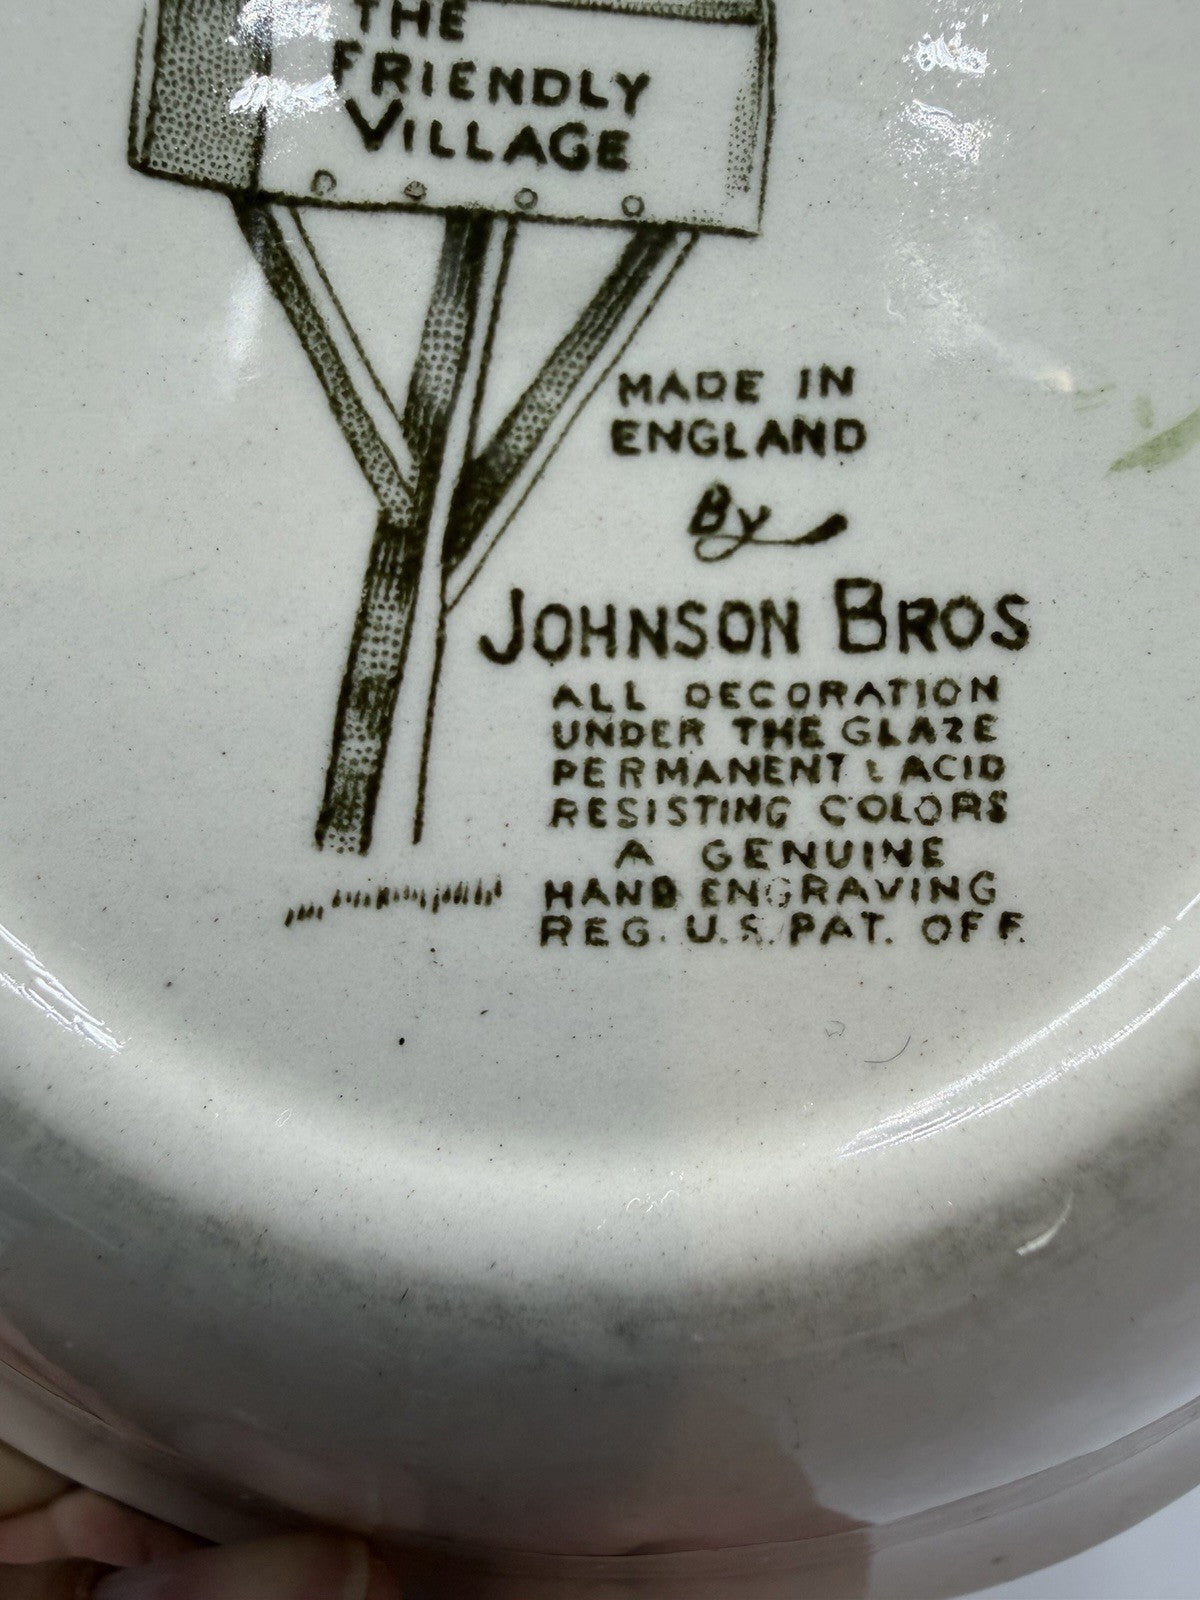 THE
FRIENDLY
VILLAGE
MADE IN
ENGLAND
By
JOHNSON BROS
ALL DECORATION
UNDER THE GLAZE
PERMANENT & ACID
RESISTING COLORS
A GENUINE
HAND ENGRAVING
REG. U.S. PAT. OFF.